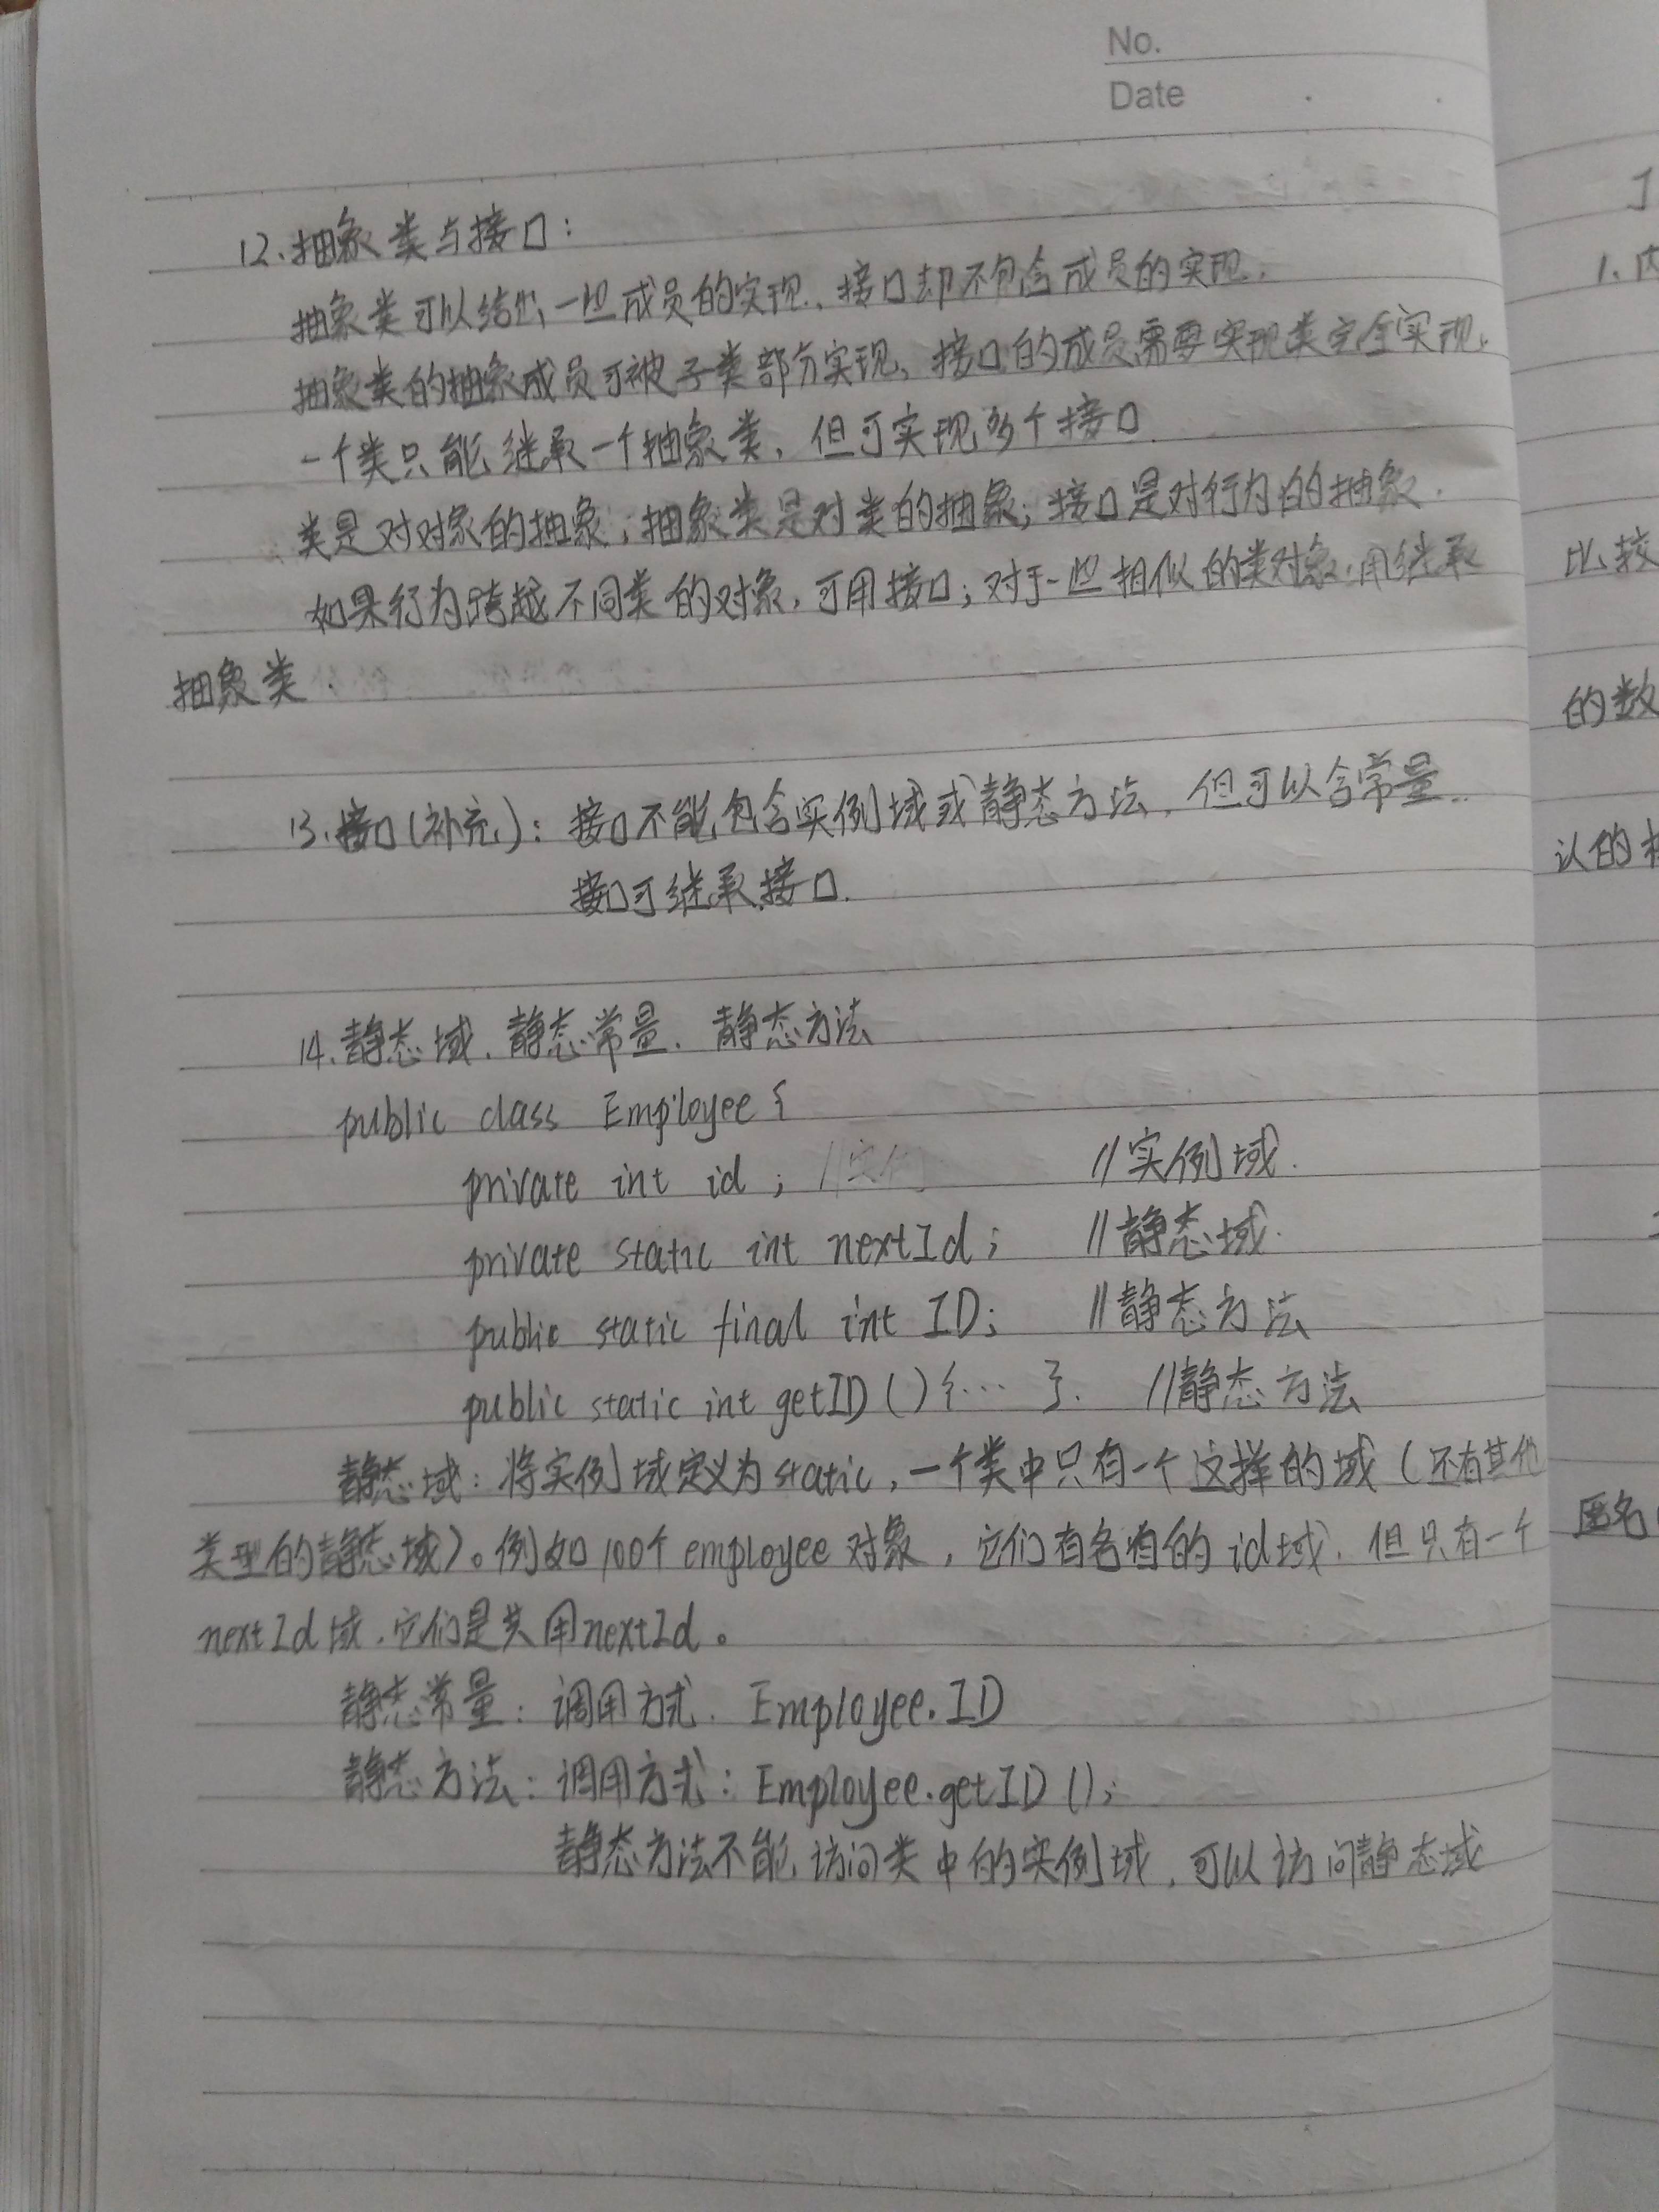 No.
Date
12、抽象类与接口：
抽象类可以给出一些成员的实现，接口却不包含成员的实现.
抽象类的抽象成员可被子类部分实现，接口的成员需要实现类完全实现.
一个类只能继承一个抽象类，但可实现多个接口.
类是对对象的抽象；抽象类是对类的抽象；接口是对行为的抽象.
如果行为跨越不同类的对象，可用接口；对于一些相似的类对象，用继承
抽象类.
13、接口(补充)：接口不能包含实例域或静态方法，但可以含常量..
接口可继承接口.
14、静态域、静态常量、静态方法
public class Employee {
private int id ; //实例 //实例域.
private static int nextId; //静态域.
public static final int ID; //静态方法
public static int getID() {... }. //静态方法
静态域：将实例域定义为static，一个类中只有一个这样的域（还有其他
类型的静态域）。例如100个employee对象，它们有各自的id域，但只有一个
nextId域，它们是共用nextId。
静态常量：调用方式. Employee.ID
静态方法：调用方式：Employee.getID();
静态方法不能访问类中的实例域，可以访问静态域
1、内
比较
的数
认的
匿名